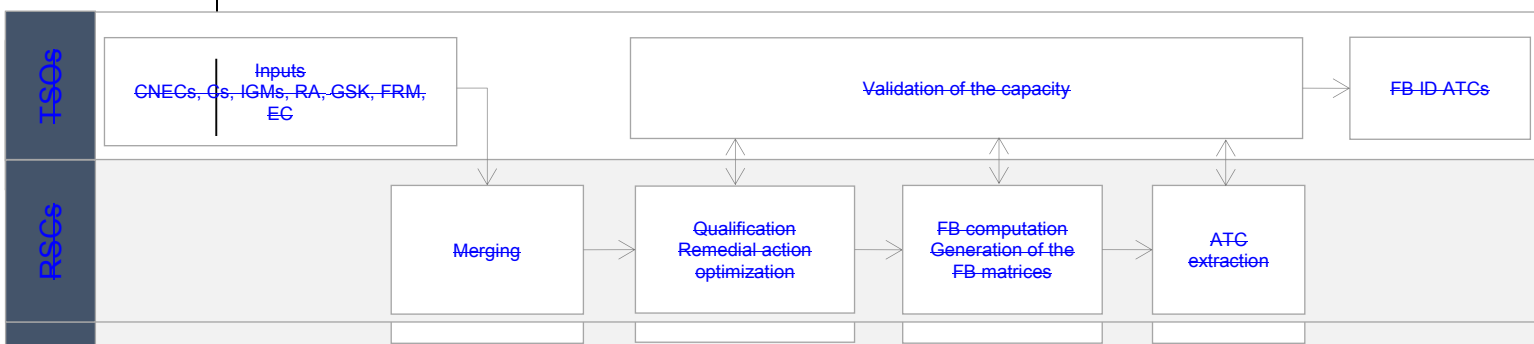 TSOs
Inputs
CNECs, Cs, IGMs, RA, GSK, FRM,
EC
Validation of the capacity
FB ID ATCs
RSCs
Merging
Qualification
Remedial action
optimization
FB computation
Generation of the
FB matrices
ATC
extraction